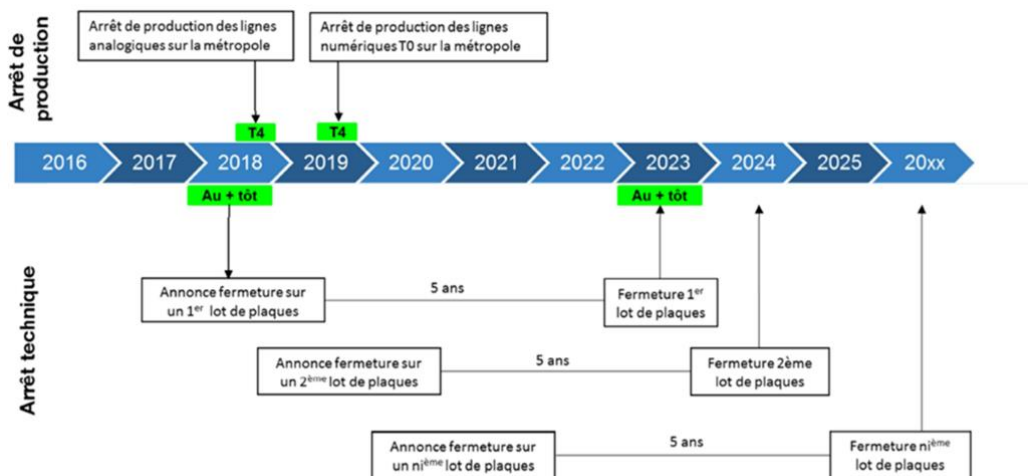 Arrêt de
production
Arrêt de production des lignes
analogiques sur la métropole
Arrêt de production des lignes
numériques T0 sur la métropole
T4
T4
2016
2017
2018
2019
2020
2021
2022
2023
2024
2025
20xx
Au + tôt
Au + tôt
Arrêt technique
Annonce fermeture sur
un 1er lot de plaques
5 ans
Fermeture 1er
lot de plaques
Annonce fermeture sur
un 2ème lot de plaques
5 ans
Fermeture 2ème
lot de plaques
Annonce fermeture sur
un nième lot de plaques
5 ans
Fermeture nième
lot de plaques